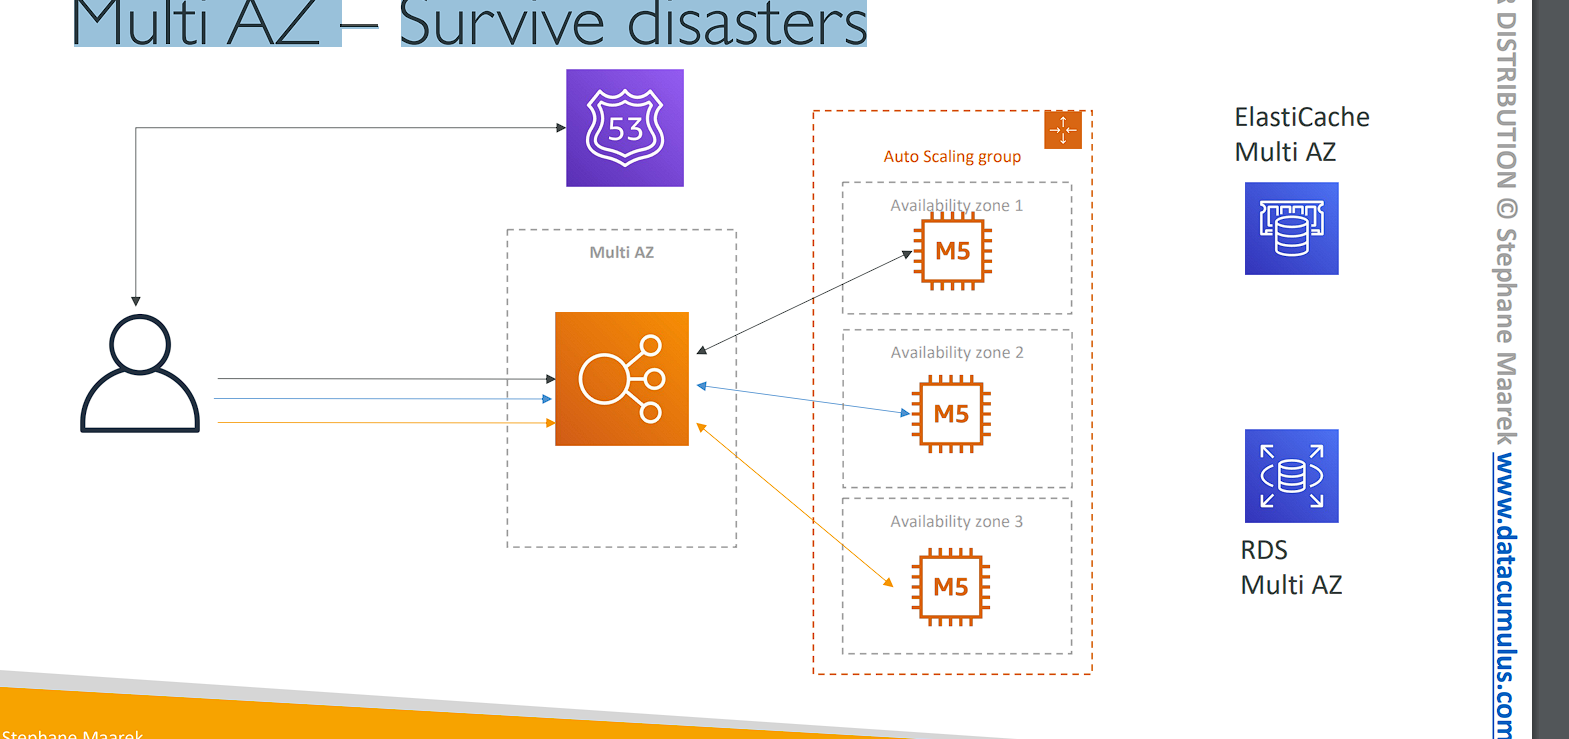 Multi AZ – Survive disasters
53
ElastiCache
Multi AZ
Auto Scaling group
Availability zone 1
M5
Multi AZ
Availability zone 2
M5
Availability zone 3
M5
RDS
Multi AZ
R DISTRIBUTION © Stephane Maarek www.datacumulus.com
Stephane Maarek